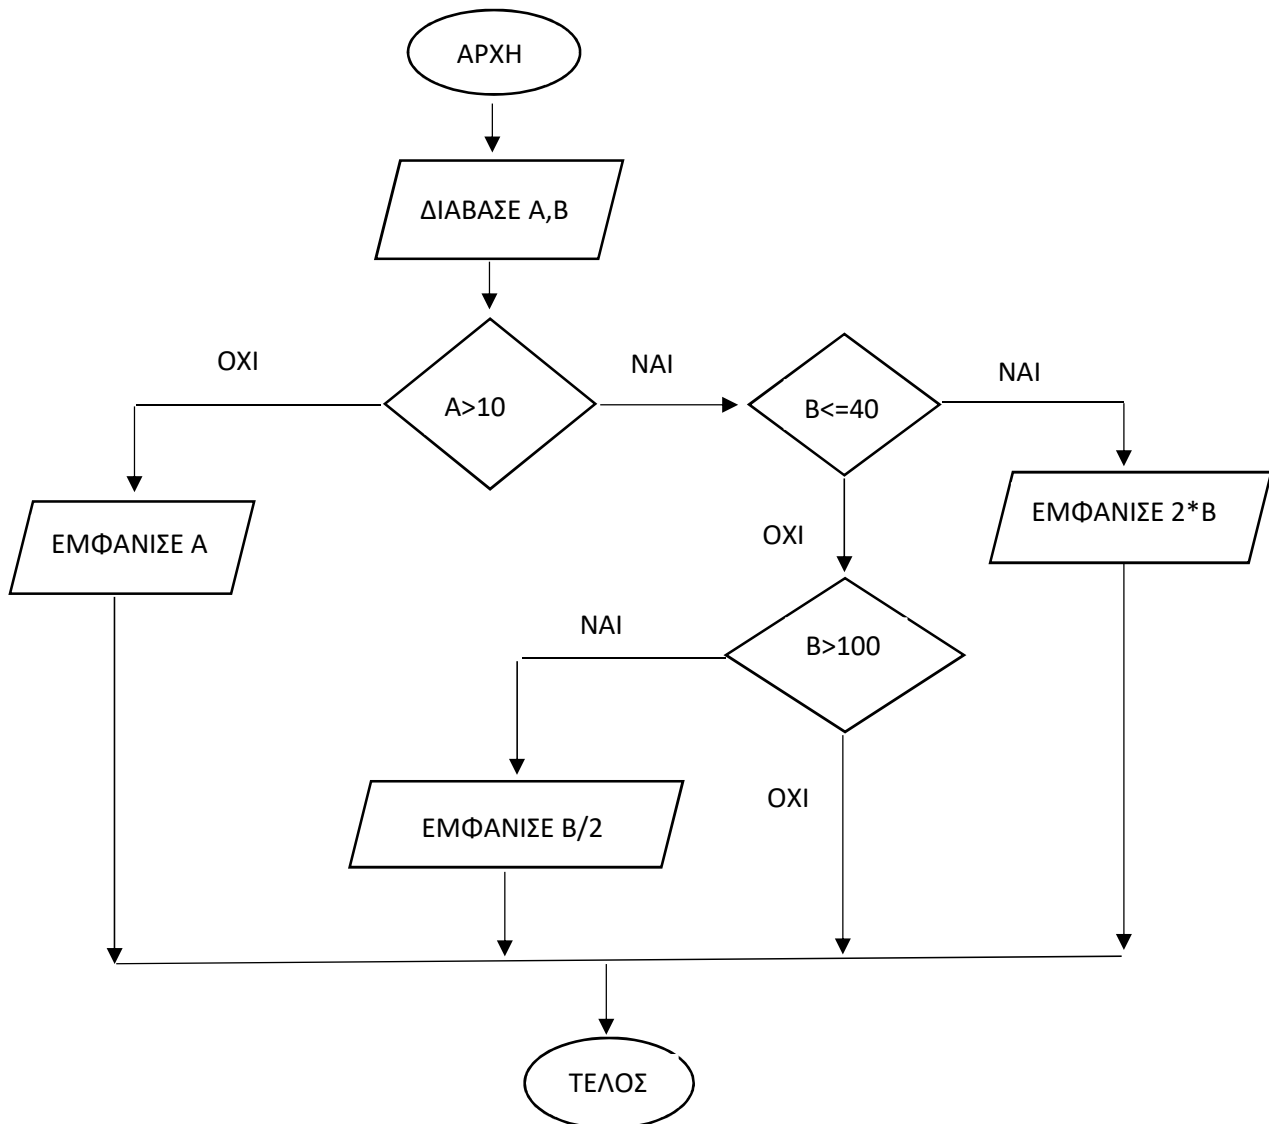 ΑΡΧΗ
ΔΙΑΒΑΣΕ Α,Β
ΟΧΙ
Α>10
ΝΑΙ
Β<=40
ΝΑΙ
ΕΜΦΑΝΙΣΕ Α
ΟΧΙ
ΕΜΦΑΝΙΣΕ 2*Β
ΝΑΙ
Β>100
ΕΜΦΑΝΙΣΕ Β/2
ΟΧΙ
ΤΕΛΟΣ